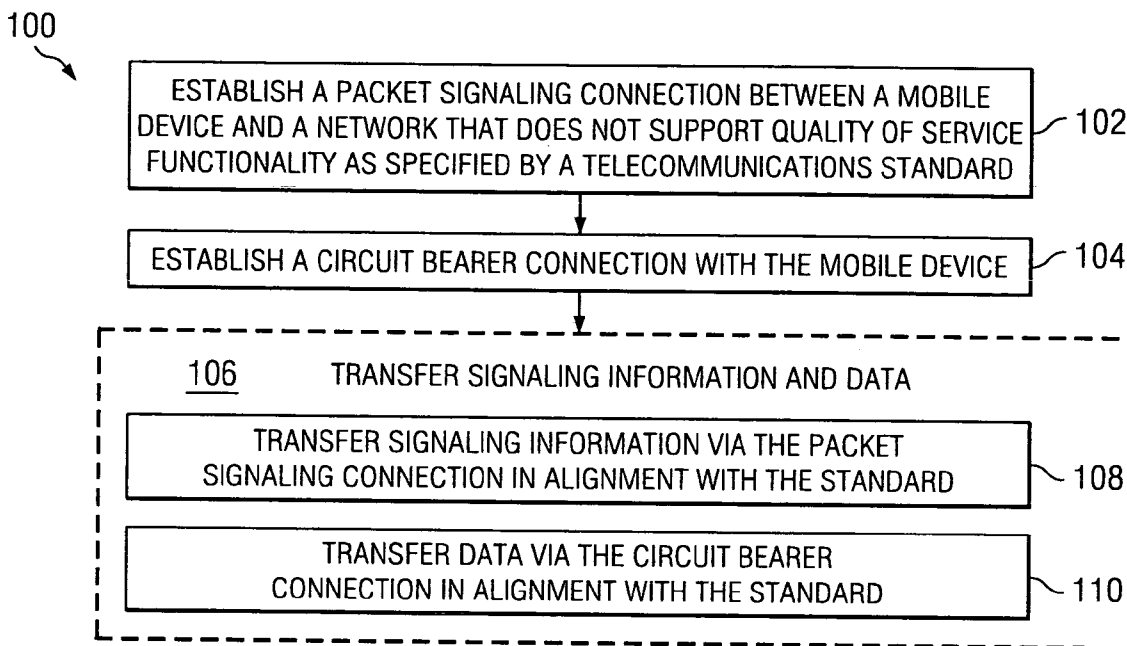 100
ESTABLISH A PACKET SIGNALING CONNECTION BETWEEN A MOBILE
DEVICE AND A NETWORK THAT DOES NOT SUPPORT QUALITY OF SERVICE
FUNCTIONALITY AS SPECIFIED BY A TELECOMMUNICATIONS STANDARD
102
ESTABLISH A CIRCUIT BEARER CONNECTION WITH THE MOBILE DEVICE
104
106 TRANSFER SIGNALING INFORMATION AND DATA
TRANSFER SIGNALING INFORMATION VIA THE PACKET
SIGNALING CONNECTION IN ALIGNMENT WITH THE STANDARD
108
TRANSFER DATA VIA THE CIRCUIT BEARER
CONNECTION IN ALIGNMENT WITH THE STANDARD
110